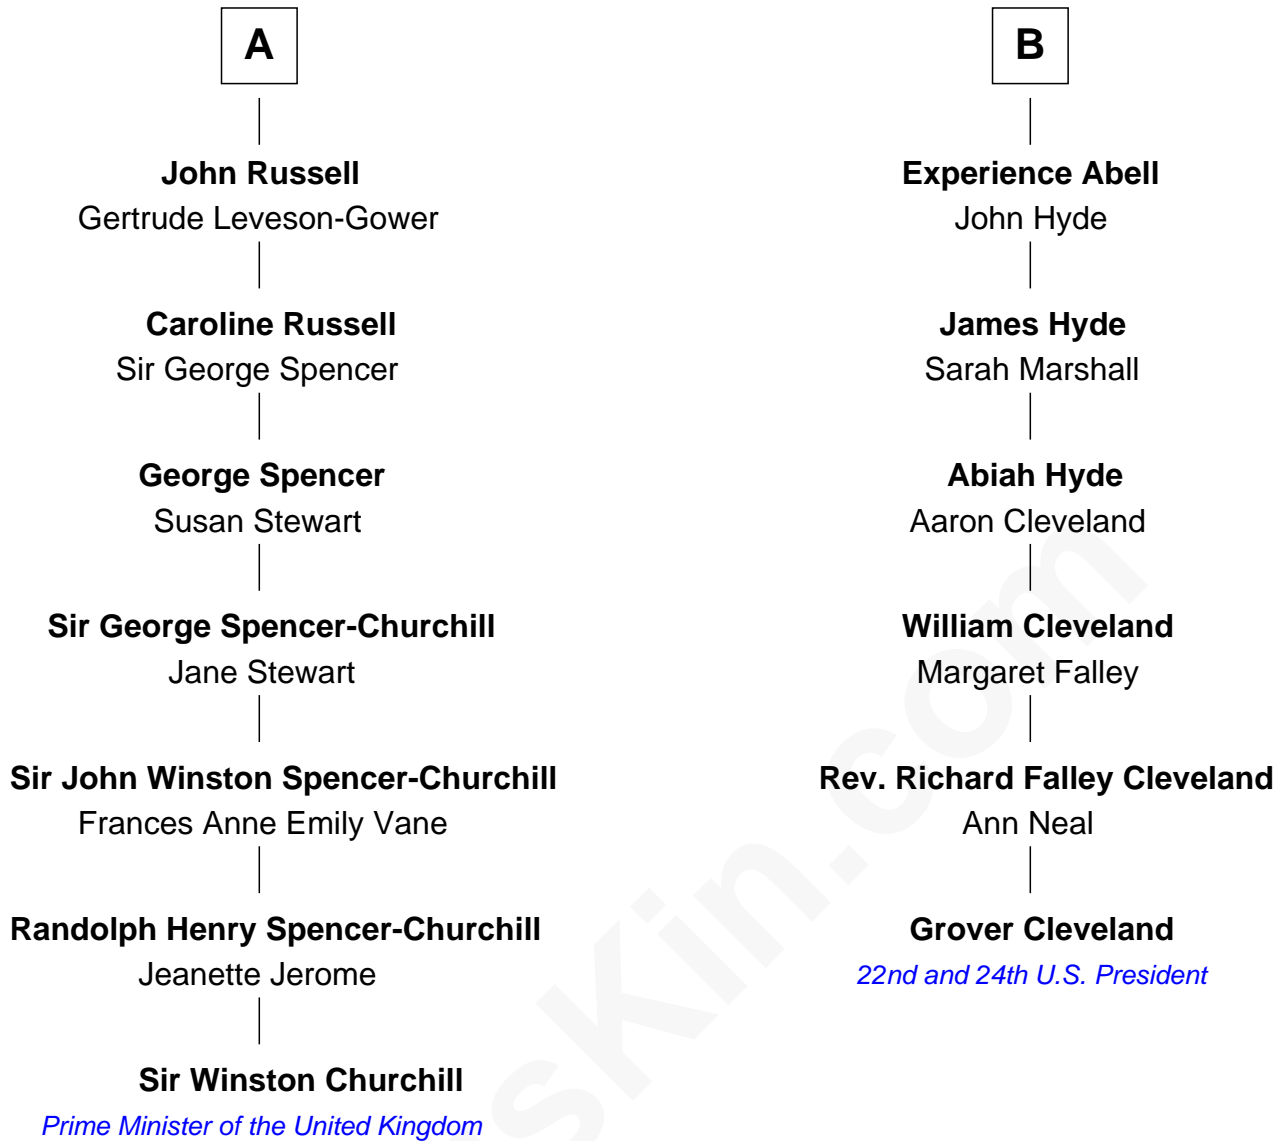 A
John Russell
Gertrude Leveson-Gower
Caroline Russell
Sir George Spencer
George Spencer
Susan Stewart
Sir George Spencer-Churchill
Jane Stewart
Sir John Winston Spencer-Churchill
Frances Anne Emily Vane
Randolph Henry Spencer-Churchill
Jeanette Jerome
Sir Winston Churchill
Prime Minister of the United Kingdom
B
Experience Abell
John Hyde
James Hyde
Sarah Marshall
Abiah Hyde
Aaron Cleveland
William Cleveland
Margaret Falley
Rev. Richard Falley Cleveland
Ann Neal
Grover Cleveland
22nd and 24th U.S. President
sKin.com